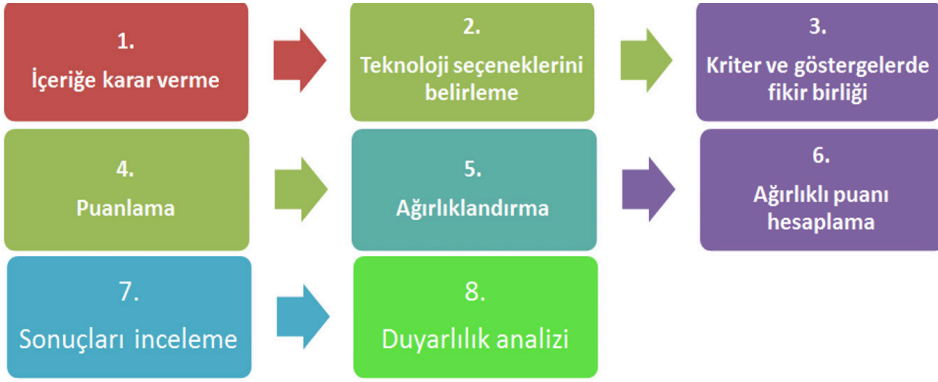 1.
İçeriğe karar verme
2.
Teknoloji seçeneklerini
belirleme
3.
Kriter ve göstergelerde
fikir birliği
4.
Puanlama
5.
Ağırlıklandırma
6.
Ağırlıklı puanı
hesaplama
7.
Sonuçları inceleme
8.
Duyarlılık analizi